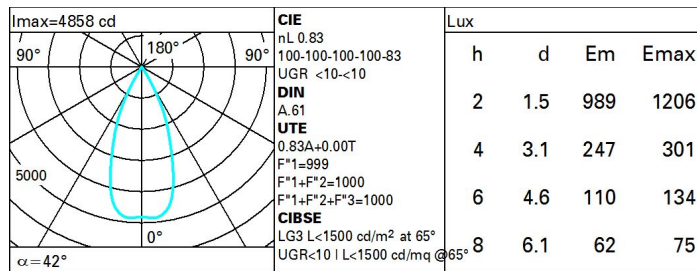 Imax=4858 cd
90°
180°
90°
5000
0°
α=42°
CIE
nL 0.83
100-100-100-100-83
UGR <10-<10
DIN
A.61
UTE
0.83A+0.00T
F"1=999
F"1+F"2=1000
F"1+F"2+F"3=1000
CIBSE
LG3 L<1500 cd/m² at 65°
UGR<10 | L<1500 cd/mq @65°
Lux
h d Em Emax
2 1.5 989 1206
4 3.1 247 301
6 4.6 110 134
8 6.1 62 75